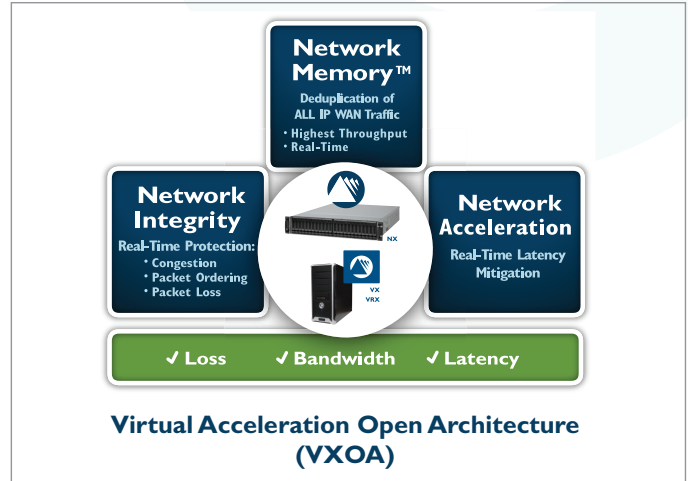 Network
Memory™
Deduplication of
ALL IP WAN Traffic
• Highest Throughput
• Real-Time
Network
Integrity
Real-Time Protection:
• Congestion
• Packet Ordering
• Packet Loss
NX
VX
VRX
Network
Acceleration
Real-Time Latency
Mitigation
✓ Loss ✓ Bandwidth ✓ Latency
Virtual Acceleration Open Architecture
(VXOA)